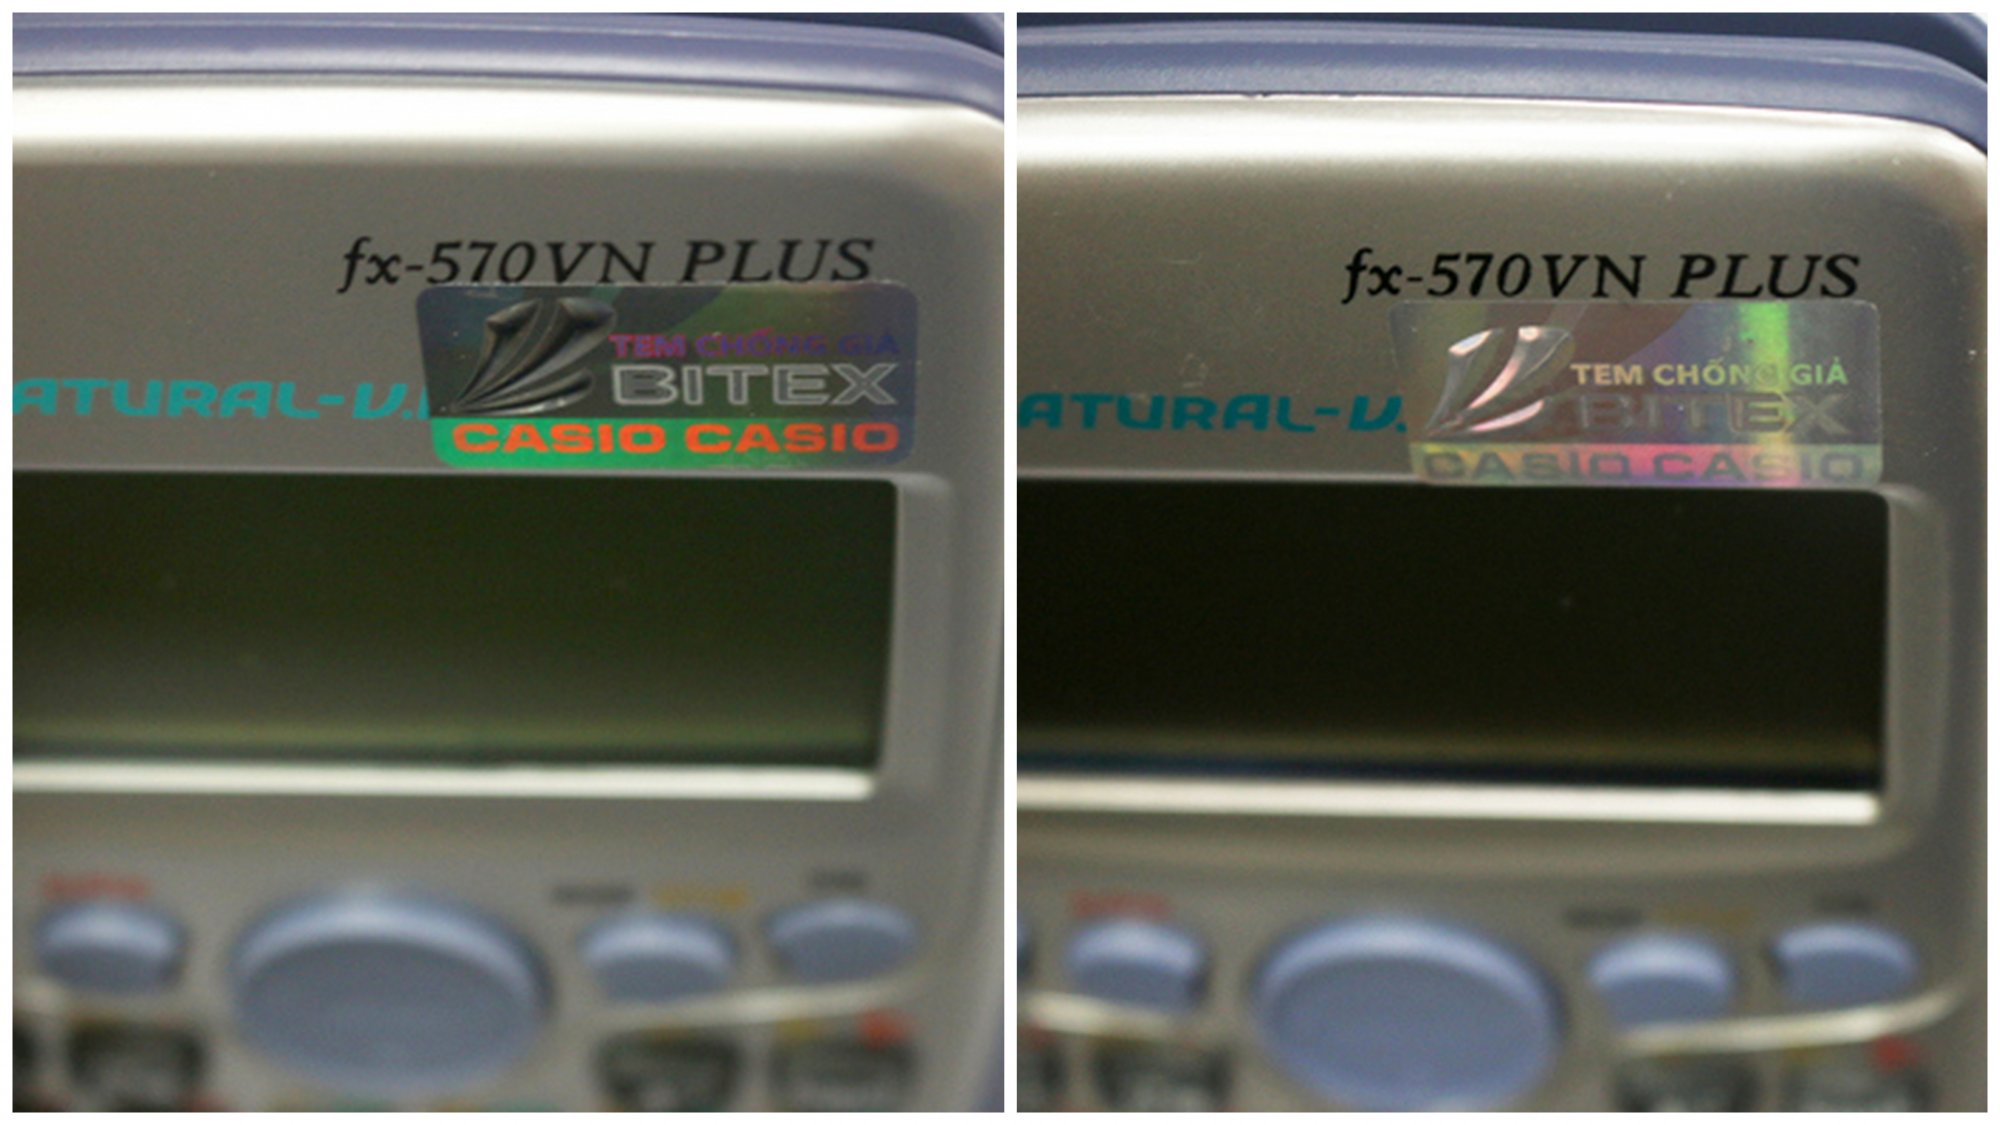 fx-570VN PLUS
TEM CHỐNG GIẢ
BITEX
ATURAL-V.
CASIO CASIO
fx-570VN PLUS
TEM CHỐNG GIẢ
BITEX
ATURAL-V.
CASIO CASIO